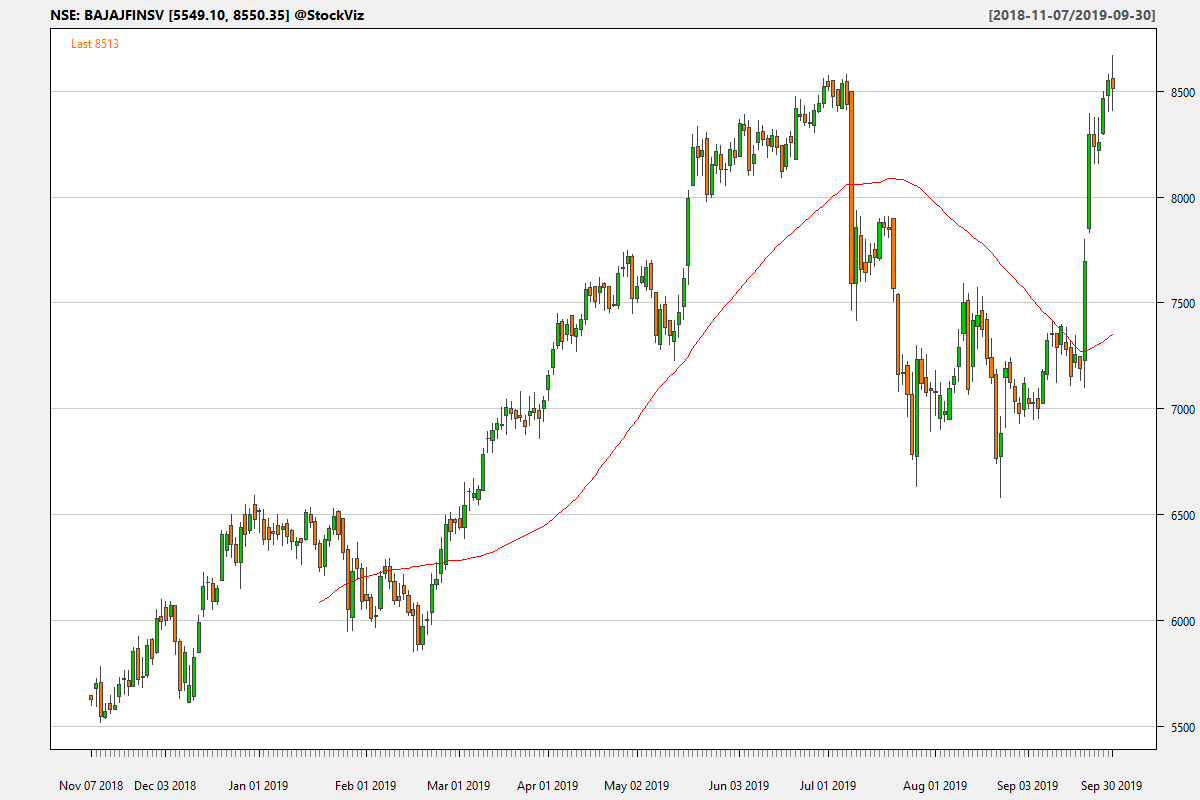 NSE: BAJAJFINSV [5549.10, 8550.35] @StockViz [2018-11-07/2019-09-30]
Last 8513
8500
8000
7500
7000
6500
6000
5500
Nov 07 2018 Dec 03 2018 Jan 01 2019 Feb 01 2019 Mar 01 2019 Apr 01 2019 May 02 2019 Jun 03 2019 Jul 01 2019 Aug 01 2019 Sep 03 2019 Sep 30 2019